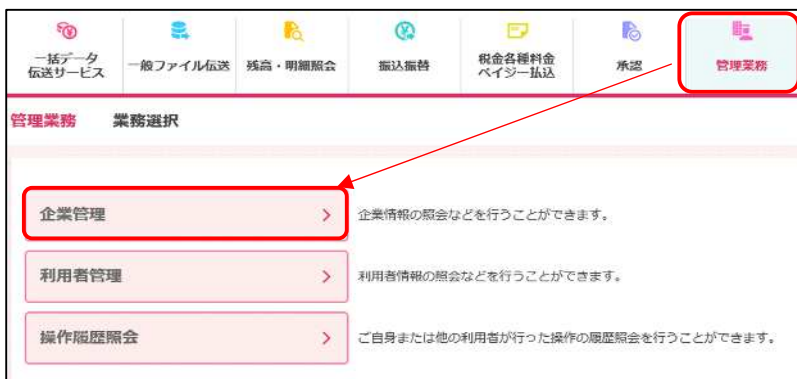 一括データ
伝送サービス
一般ファイル伝送
残高・明細照会
振込振替
税金各種料金
ペイジー払込
承認
管理業務
管理業務 業務選択
企業管理
企業情報の照会などを行うことができます。
利用者管理
利用者情報の照会などを行うことができます。
操作履歴照会
ご自身または他の利用者が行った操作の履歴照会を行うことができます。